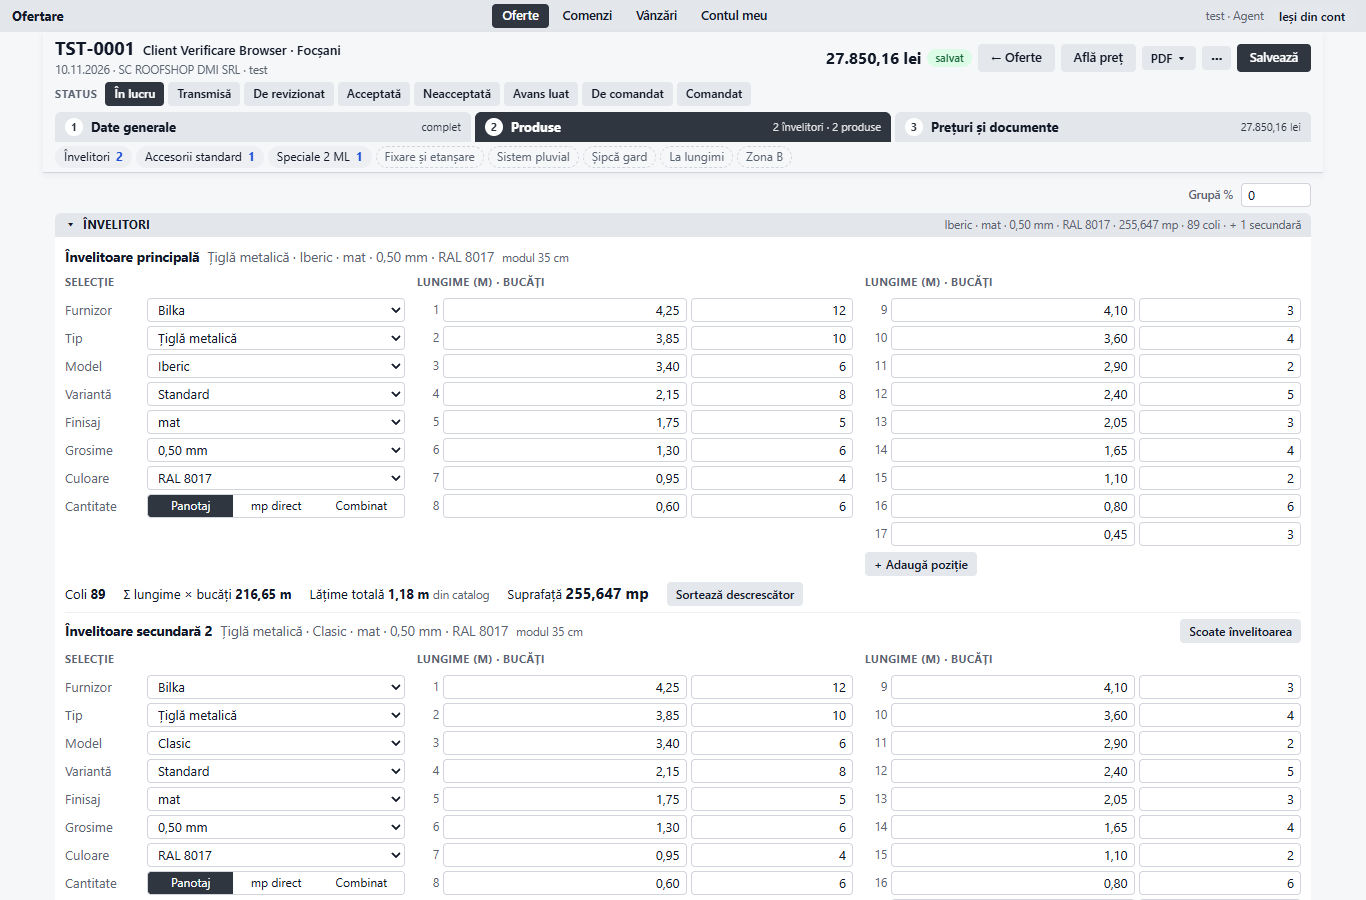 Ofertare Oferte Comenzi Vânzări Contul meu test · Agent Ieși din cont
TST-0001 Client Verificare Browser · Focșani
10.11.2026 · SC ROOFSHOP DMI SRL · test
27.850,16 lei salvat ← Oferte Află preț PDF ▾ ... Salvează
STATUS În lucru Transmisă De revizionat Acceptată Neacceptată Avans luat De comandat Comandat
1 Date generale complet 2 Produse 2 învelitori · 2 produse 3 Prețuri și documente 27.850,16 lei
Învelitori 2 Accesorii standard 1 Speciale 2 ML 1 Fixare și etanșare Sistem pluvial Șipcă gard La lungimi Zona B
Grupă % 0
▾ ÎNVELITORI Iberic · mat · 0,50 mm · RAL 8017 · 255,647 mp · 89 coli · + 1 secundară
Învelitoare principală Țiglă metalică · Iberic · mat · 0,50 mm · RAL 8017 modul 35 cm
SELECȚIE LUNGIME (M) · BUCĂȚI LUNGIME (M) · BUCĂȚI
Furnizor Bilka 1 4,25 12 9 4,10 3
Tip Țiglă metalică 2 3,85 10 10 3,60 4
Model Iberic 3 3,40 6 11 2,90 2
Variantă Standard 4 2,15 8 12 2,40 5
Finisaj mat 5 1,75 5 13 2,05 3
Grosime 0,50 mm 6 1,30 6 14 1,65 4
Culoare RAL 8017 7 0,95 4 15 1,10 2
Cantitate Panotaj mp direct Combinat 8 0,60 6 16 0,80 6
17 0,45 3
+ Adaugă poziție
Coli 89 Σ lungime × bucăți 216,65 m Lățime totală 1,18 m din catalog Suprafață 255,647 mp Sortează descrescător
Învelitoare secundară 2 Țiglă metalică · Clasic · mat · 0,50 mm · RAL 8017 modul 35 cm Scoate învelitoarea
SELECȚIE LUNGIME (M) · BUCĂȚI LUNGIME (M) · BUCĂȚI
Furnizor Bilka 1 4,25 12 9 4,10 3
Tip Țiglă metalică 2 3,85 10 10 3,60 4
Model Clasic 3 3,40 6 11 2,90 2
Variantă Standard 4 2,15 8 12 2,40 5
Finisaj mat 5 1,75 5 13 2,05 3
Grosime 0,50 mm 6 1,30 6 14 1,65 4
Culoare RAL 8017 7 0,95 4 15 1,10 2
Cantitate Panotaj mp direct Combinat 8 0,60 6 16 0,80 6